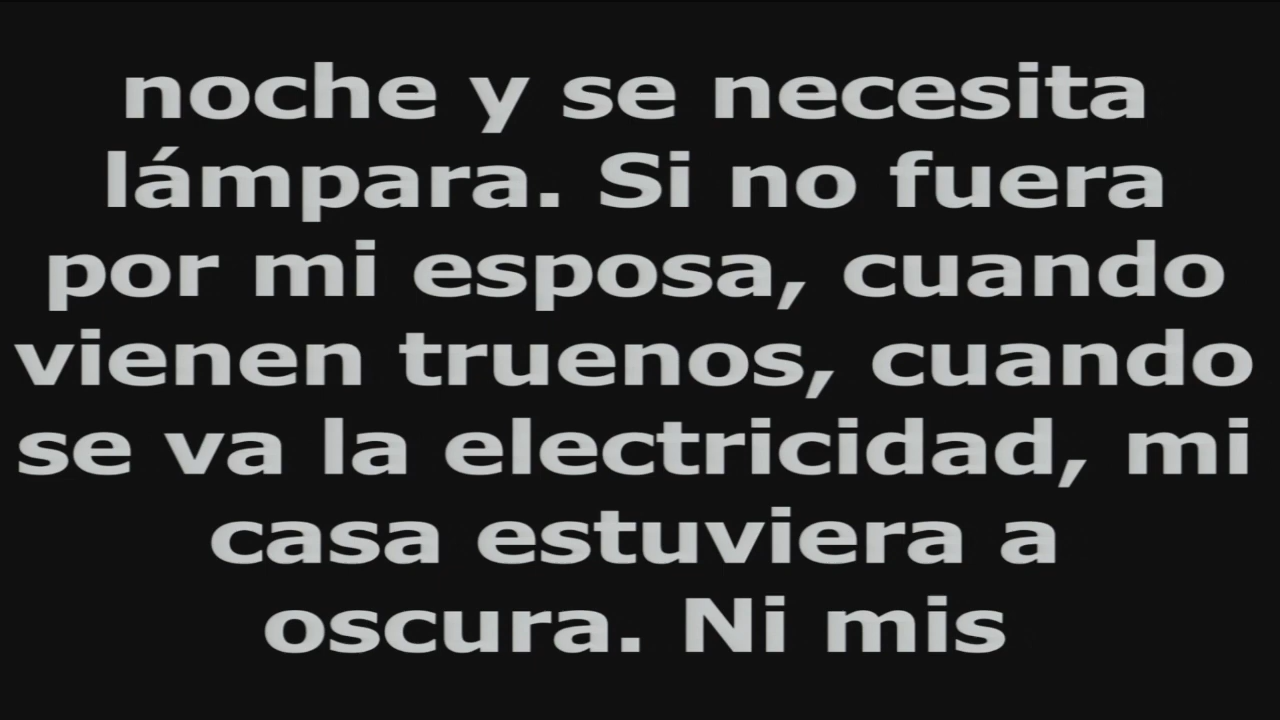 noche y se necesita
lámpara. Si no fuera
por mi esposa, cuando
vienen truenos, cuando
se va la electricidad, mi
casa estuviera a
oscura. Ni mis